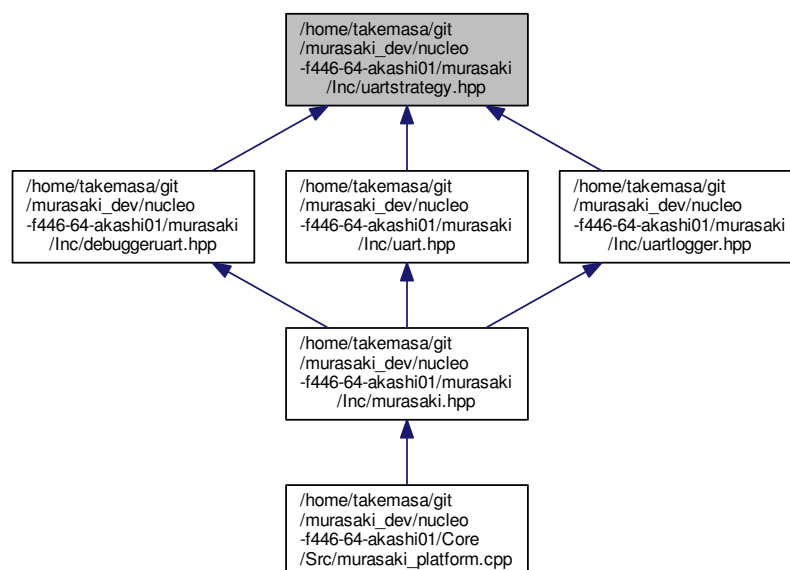 /home/takemasa/git
/murasaki_dev/nucleo
-f446-64-akashi01/murasaki
/Inc/uartstrategy.hpp
/home/takemasa/git
/murasaki_dev/nucleo
-f446-64-akashi01/murasaki
/Inc/debuggeruart.hpp
/home/takemasa/git
/murasaki_dev/nucleo
-f446-64-akashi01/murasaki
/Inc/uart.hpp
/home/takemasa/git
/murasaki_dev/nucleo
-f446-64-akashi01/murasaki
/Inc/uartlogger.hpp
/home/takemasa/git
/murasaki_dev/nucleo
-f446-64-akashi01/murasaki
/Inc/murasaki.hpp
/home/takemasa/git
/murasaki_dev/nucleo
-f446-64-akashi01/Core
/Src/murasaki_platform.cpp